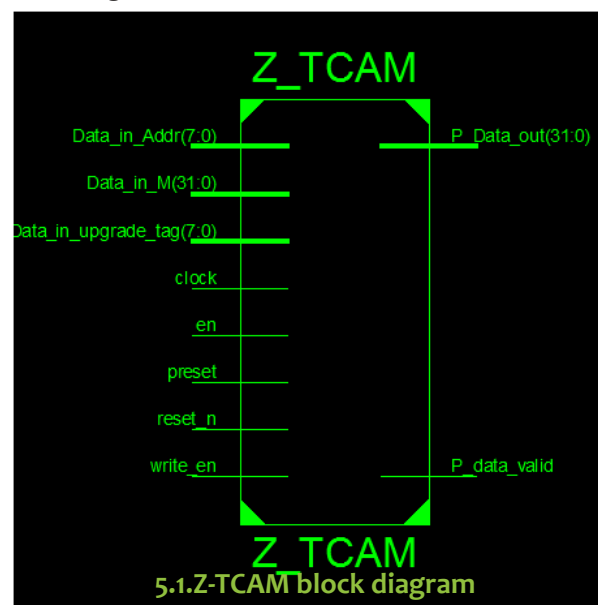 Z_TCAM
Data_in_Addr(7:0)
P_Data_out(31:0)
Data_in_M(31:0)
Data_in_upgrade_tag(7:0)
clock
en
preset
reset_n
write_en
P_data_valid
Z_TCAM
5.1.Z-TCAM block diagram